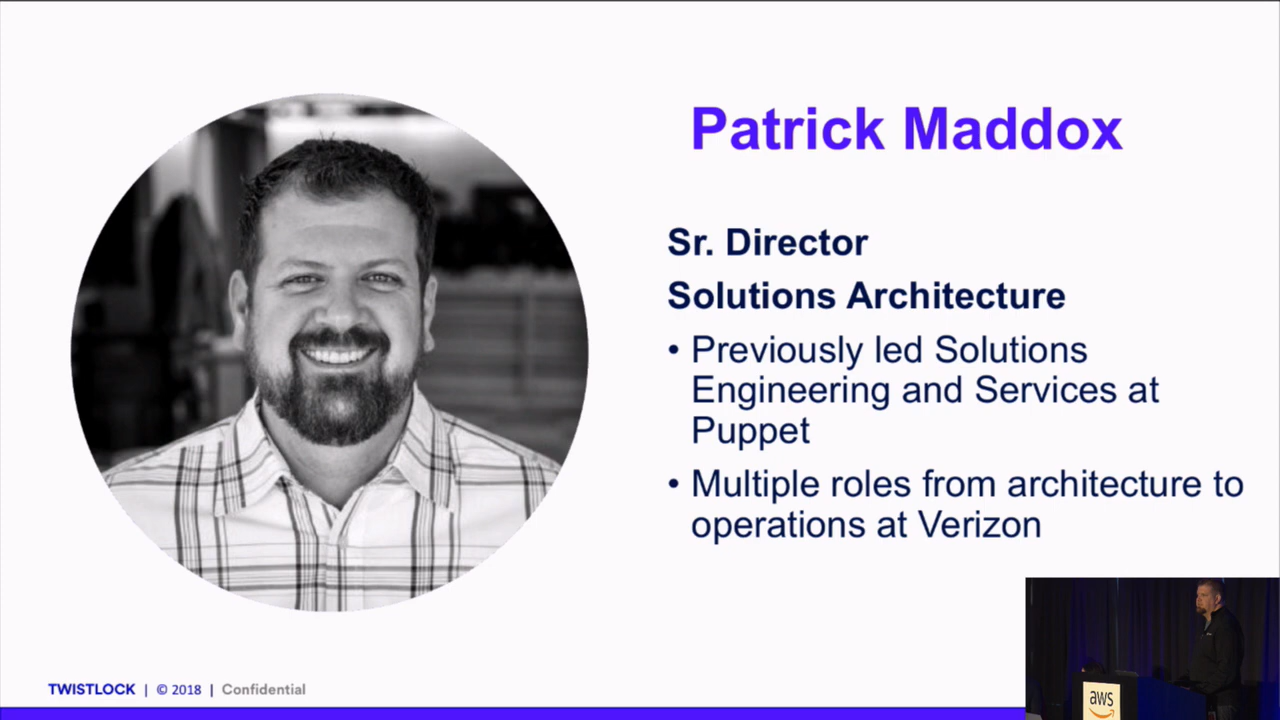 Patrick Maddox
Sr. Director
Solutions Architecture
• Previously led Solutions
Engineering and Services at
Puppet
• Multiple roles from architecture to
operations at Verizon
TWISTLOCK | © 2018 | Confidential
aws